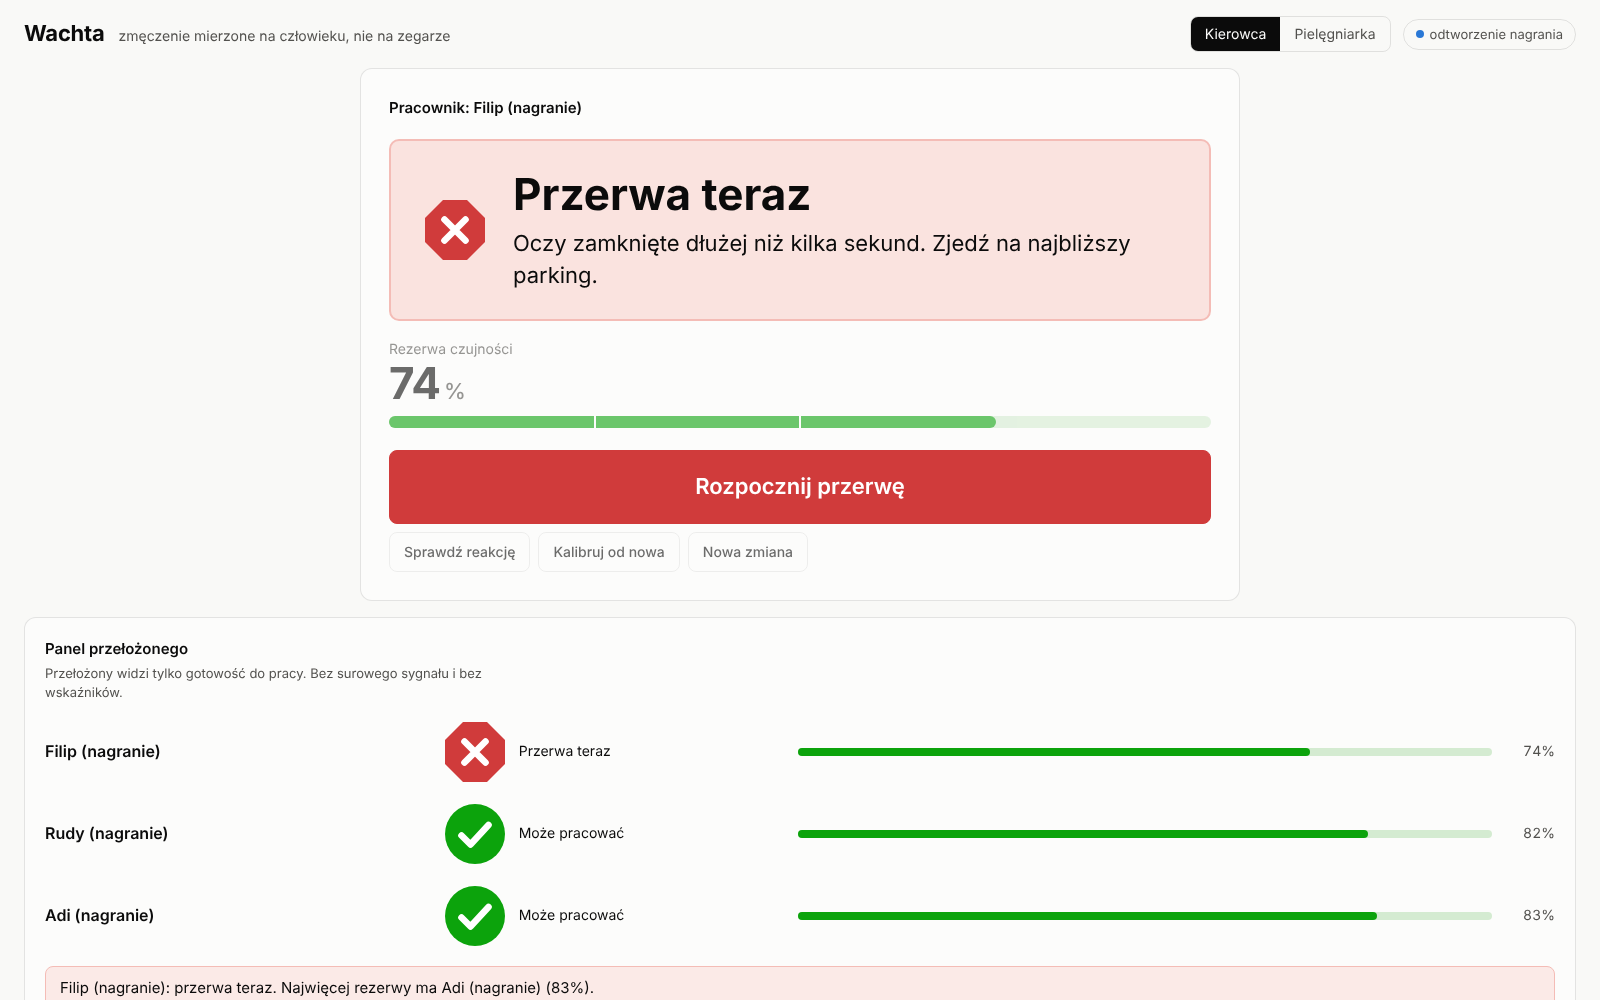 Wachta zmęczenie mierzone na człowieku, nie na zegarze
Kierowca Pielęgniarka odtworzenie nagrania
Pracownik: Filip (nagranie)
Przerwa teraz
Oczy zamknięte dłużej niż kilka sekund. Zjedź na najbliższy
parking.
Rezerwa czujności
74 %
Rozpocznij przerwę
Sprawdź reakcję Kalibruj od nowa Nowa zmiana
Panel przełożonego
Przełożony widzi tylko gotowość do pracy. Bez surowego sygnału i bez
wskaźników.
Filip (nagranie) Przerwa teraz 74%
Rudy (nagranie) Może pracować 82%
Adi (nagranie) Może pracować 83%
Filip (nagranie): przerwa teraz. Najwięcej rezerwy ma Adi (nagranie) (83%).